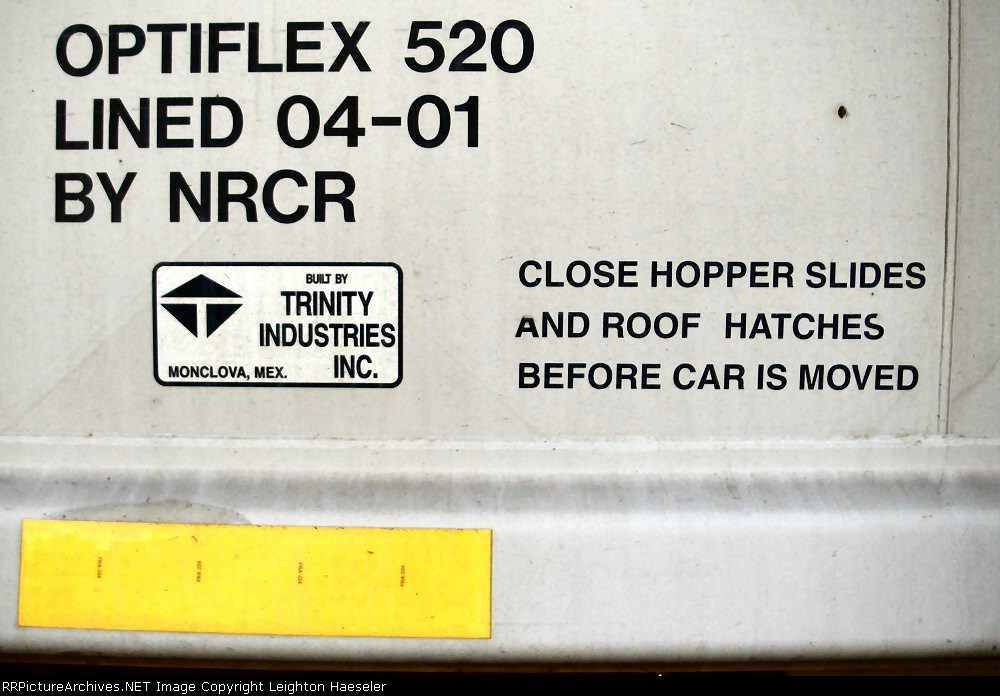 OPTIFLEX 520
LINED 04-01
BY NRCR
BUILT BY
TRINITY
INDUSTRIES
INC.
MONCLOVA, MEX.
CLOSE HOPPER SLIDES
AND ROOF HATCHES
BEFORE CAR IS MOVED
RRPictureArchives.NET Image Copyright Leighton Haeseler